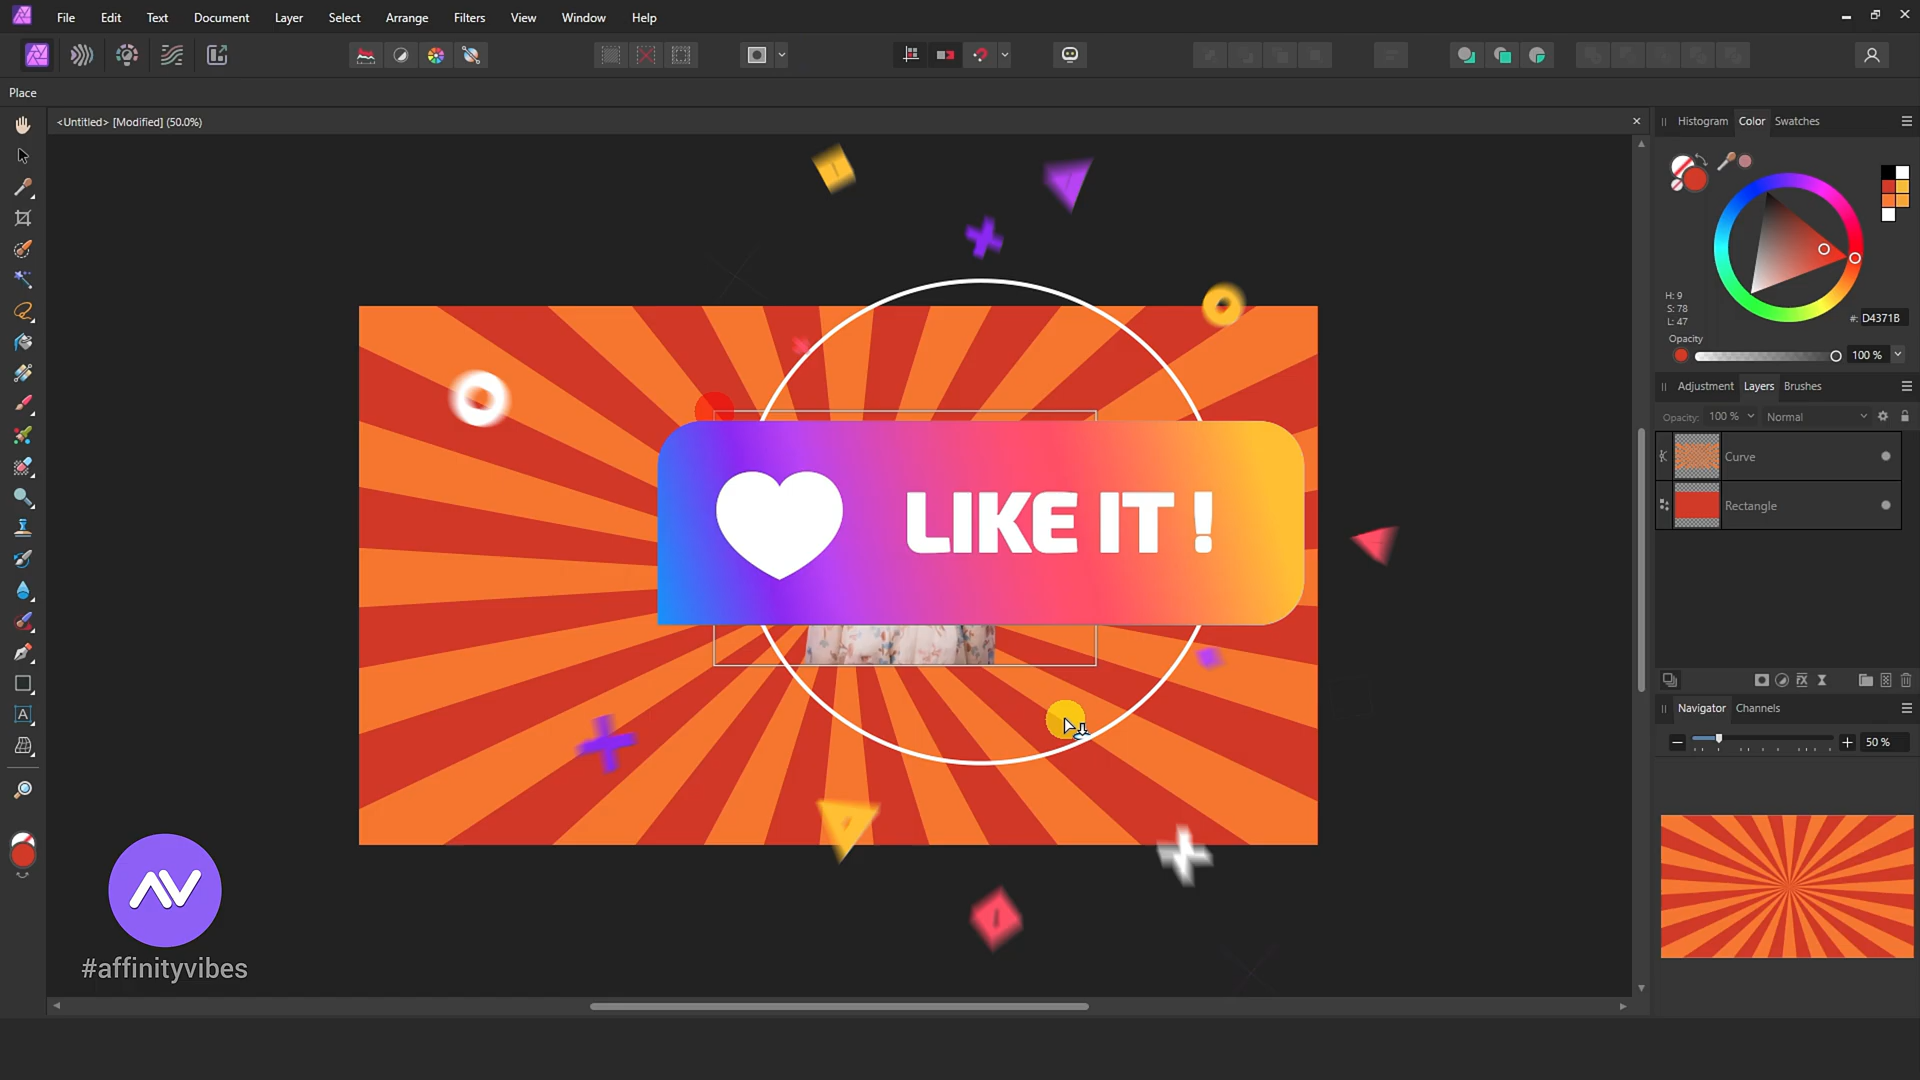 File Edit Text Document Layer Select Arrange Filters View Window Help
Place
<Untitled> [Modified] (50.0%)
Histogram Color Swatches
H: 9
S: 78
L: 47
#: D4371B
Opacity
100 %
Adjustment Layers Brushes
Opacity: 100 % Normal
Curve
Rectangle
LIKE IT !
Navigator Channels
50 %
AV
#affinityvibes